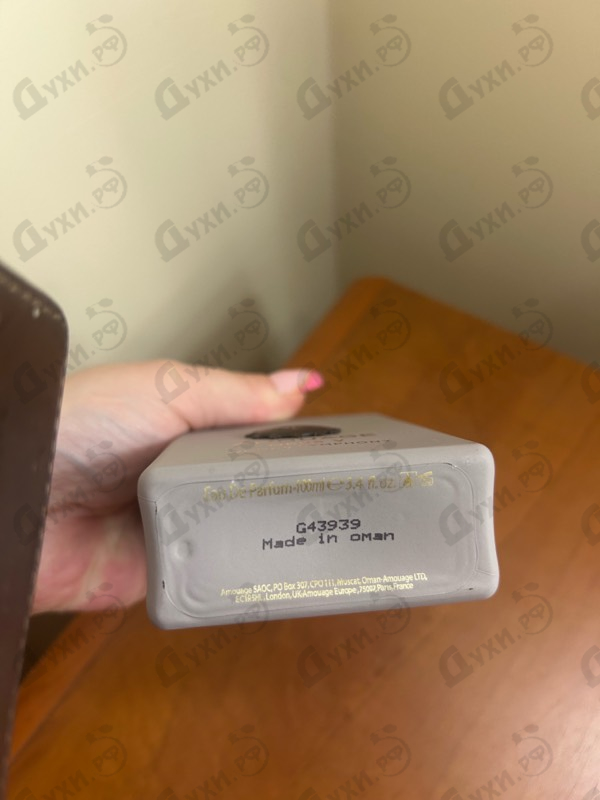 Eau De Parfum 100ml e 3.4 fl.oz
G43939
Made in oman
Amouage SAOC, PO Box 307, CPO 111, Muscat, Oman-Amouage LTD,
London, UK-Amouage Europe, Paris, France
Духи.рф